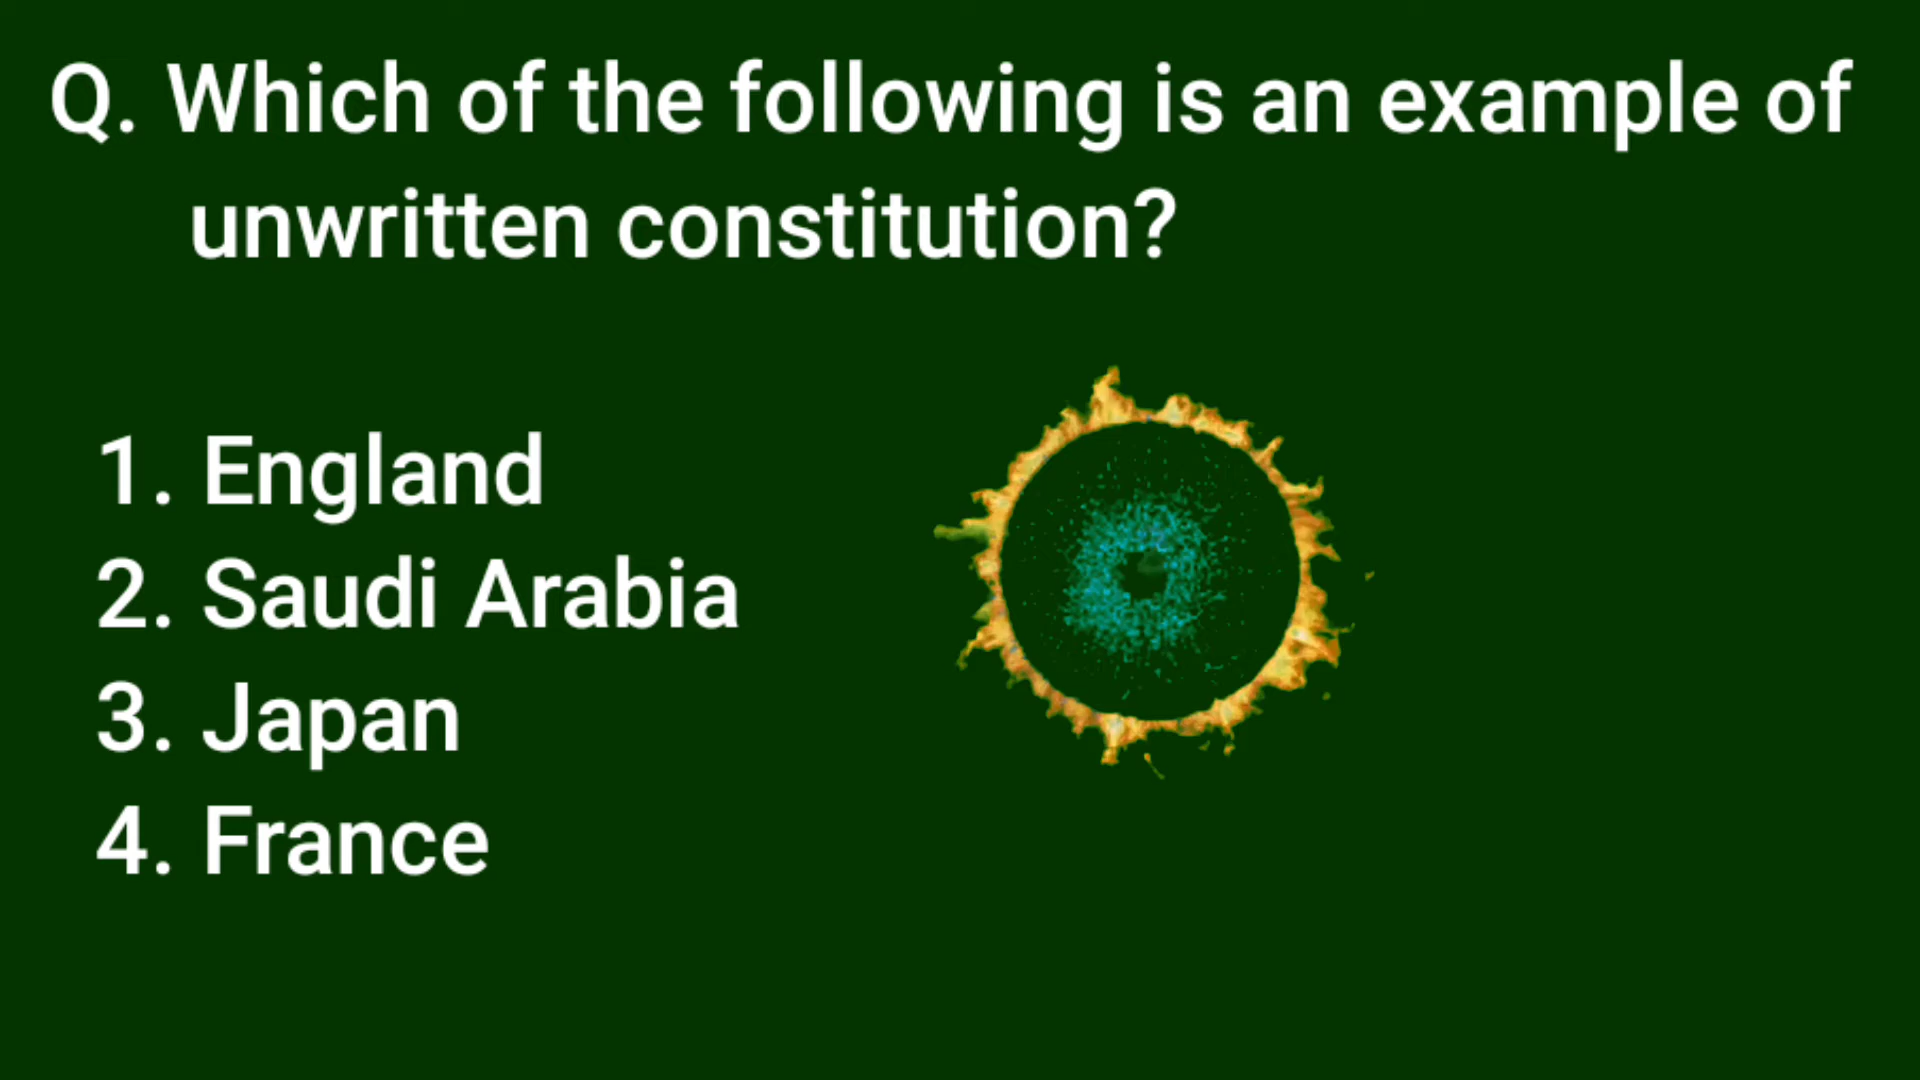 Q. Which of the following is an example of
unwritten constitution?
1. England
2. Saudi Arabia
3. Japan
4. France